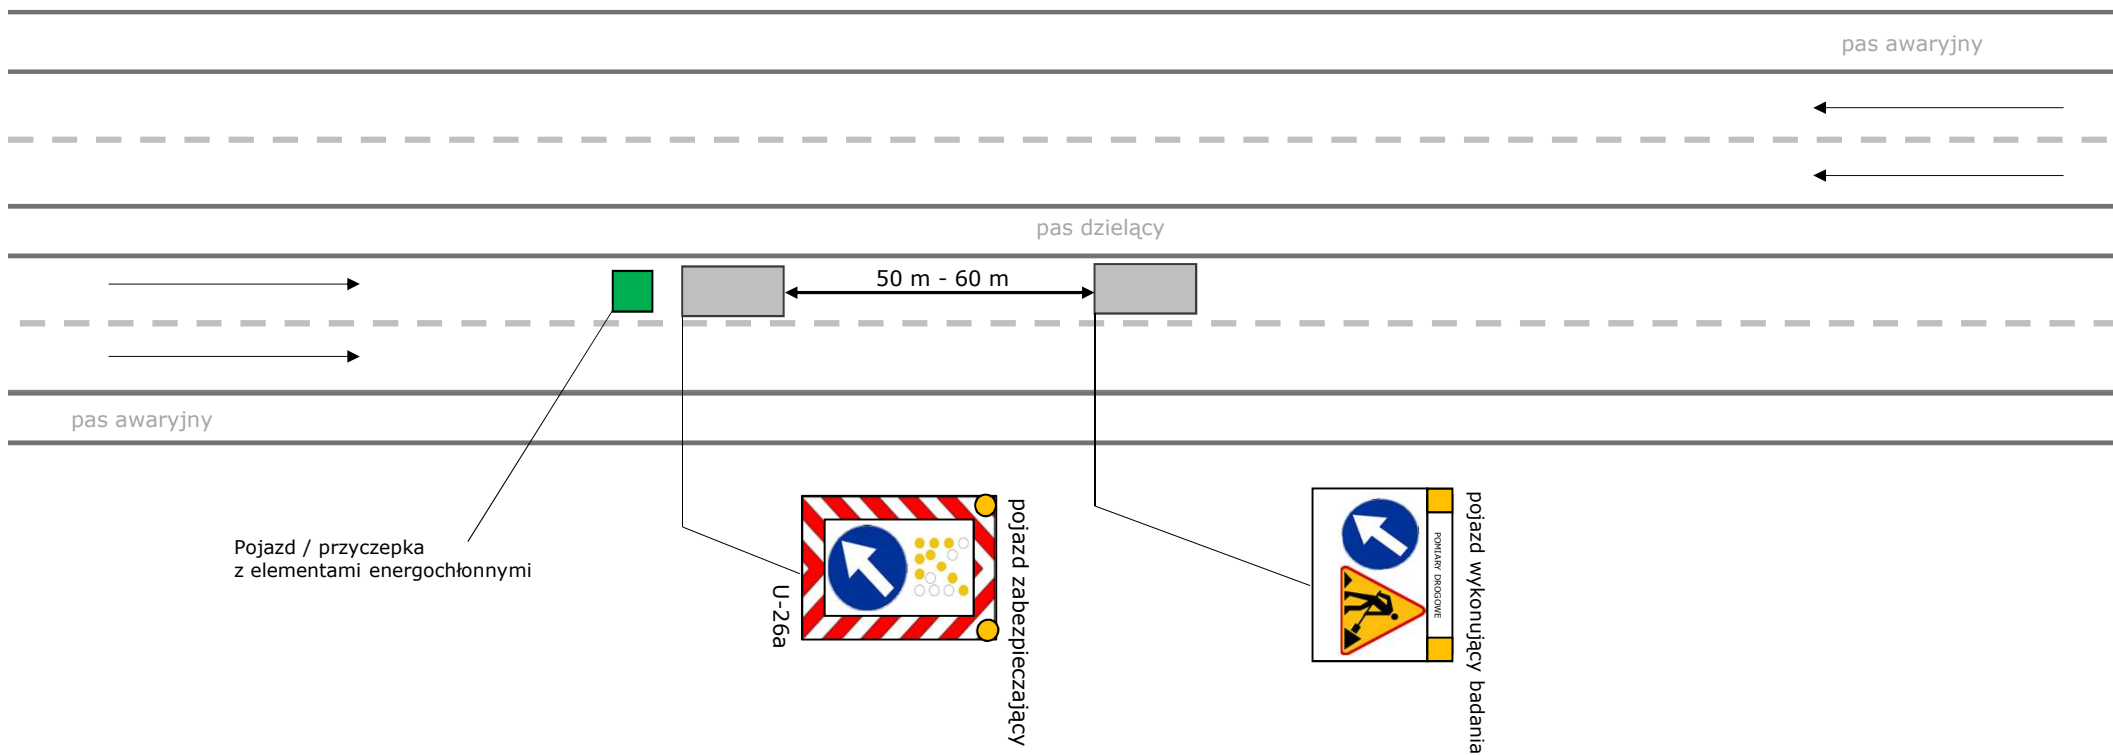 pas awaryjny
pas dzielący
50 m - 60 m
pas awaryjny
Pojazd / przyczepka
z elementami energochłonnymi
U-26a
pojazd zabezpieczający
POMIARY DROGOWE
pojazd wykonujący badania